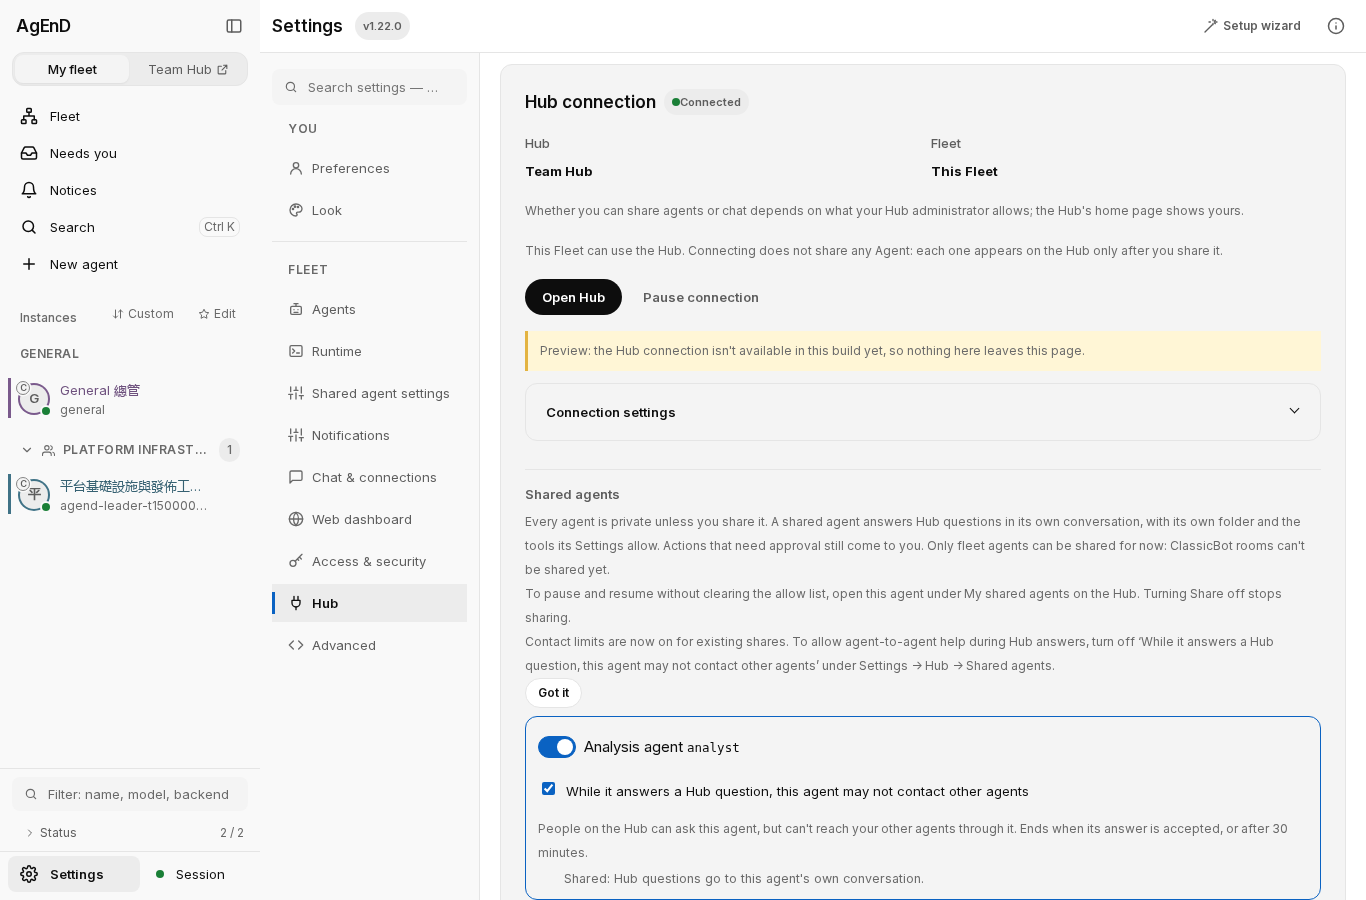 AgEnD
My fleet
Team Hub
Fleet
Needs you
Notices
Search
Ctrl K
New agent
Instances
Custom
Edit
GENERAL
C
G
General 總管
general
PLATFORM INFRAST…
1
C
平
平台基礎設施與發佈工…
agend-leader-t150000…
Filter: name, model, backend
Status
2 / 2
Settings
Session
Settings
v1.22.0
Setup wizard
Search settings — …
YOU
Preferences
Look
FLEET
Agents
Runtime
Shared agent settings
Notifications
Chat & connections
Web dashboard
Access & security
Hub
Advanced
Hub connection
Connected
Hub
Fleet
Team Hub
This Fleet
Whether you can share agents or chat depends on what your Hub administrator allows; the Hub's home page shows yours.
This Fleet can use the Hub. Connecting does not share any Agent: each one appears on the Hub only after you share it.
Open Hub
Pause connection
Preview: the Hub connection isn't available in this build yet, so nothing here leaves this page.
Connection settings
Shared agents
Every agent is private unless you share it. A shared agent answers Hub questions in its own conversation, with its own folder and the
tools its Settings allow. Actions that need approval still come to you. Only fleet agents can be shared for now: ClassicBot rooms can't
be shared yet.
To pause and resume without clearing the allow list, open this agent under My shared agents on the Hub. Turning Share off stops
sharing.
Contact limits are now on for existing shares. To allow agent-to-agent help during Hub answers, turn off ‘While it answers a Hub
question, this agent may not contact other agents’ under Settings → Hub → Shared agents.
Got it
Analysis agent analyst
While it answers a Hub question, this agent may not contact other agents
People on the Hub can ask this agent, but can't reach your other agents through it. Ends when its answer is accepted, or after 30
minutes.
Shared: Hub questions go to this agent's own conversation.